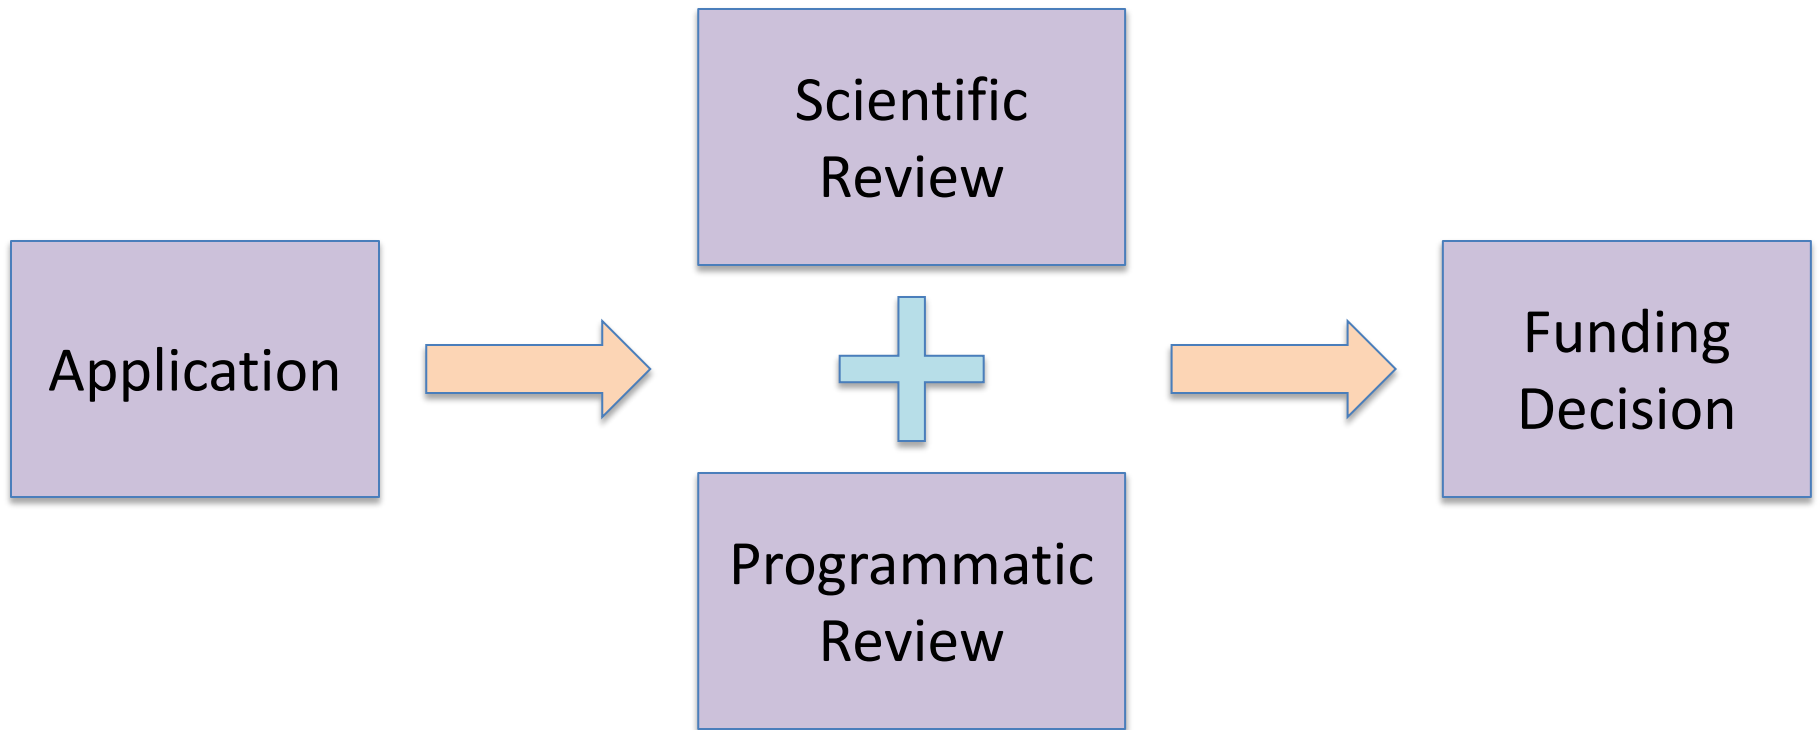 Application
Scientific
Review
Programmatic
Review
Funding
Decision